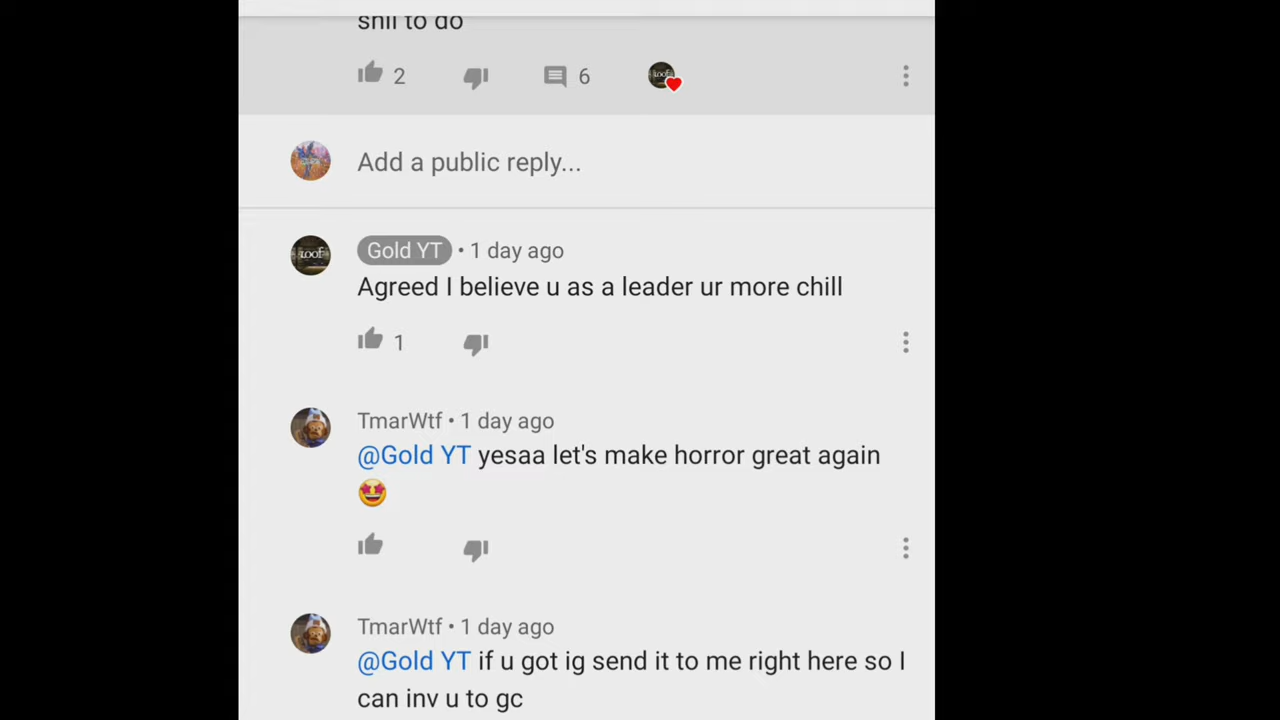 shii to do
2
6
Add a public reply...
Gold YT • 1 day ago
Agreed I believe u as a leader ur more chill
1
TmarWtf • 1 day ago
@Gold YT yesaa let's make horror great again
TmarWtf • 1 day ago
@Gold YT if u got ig send it to me right here so I
can inv u to gc